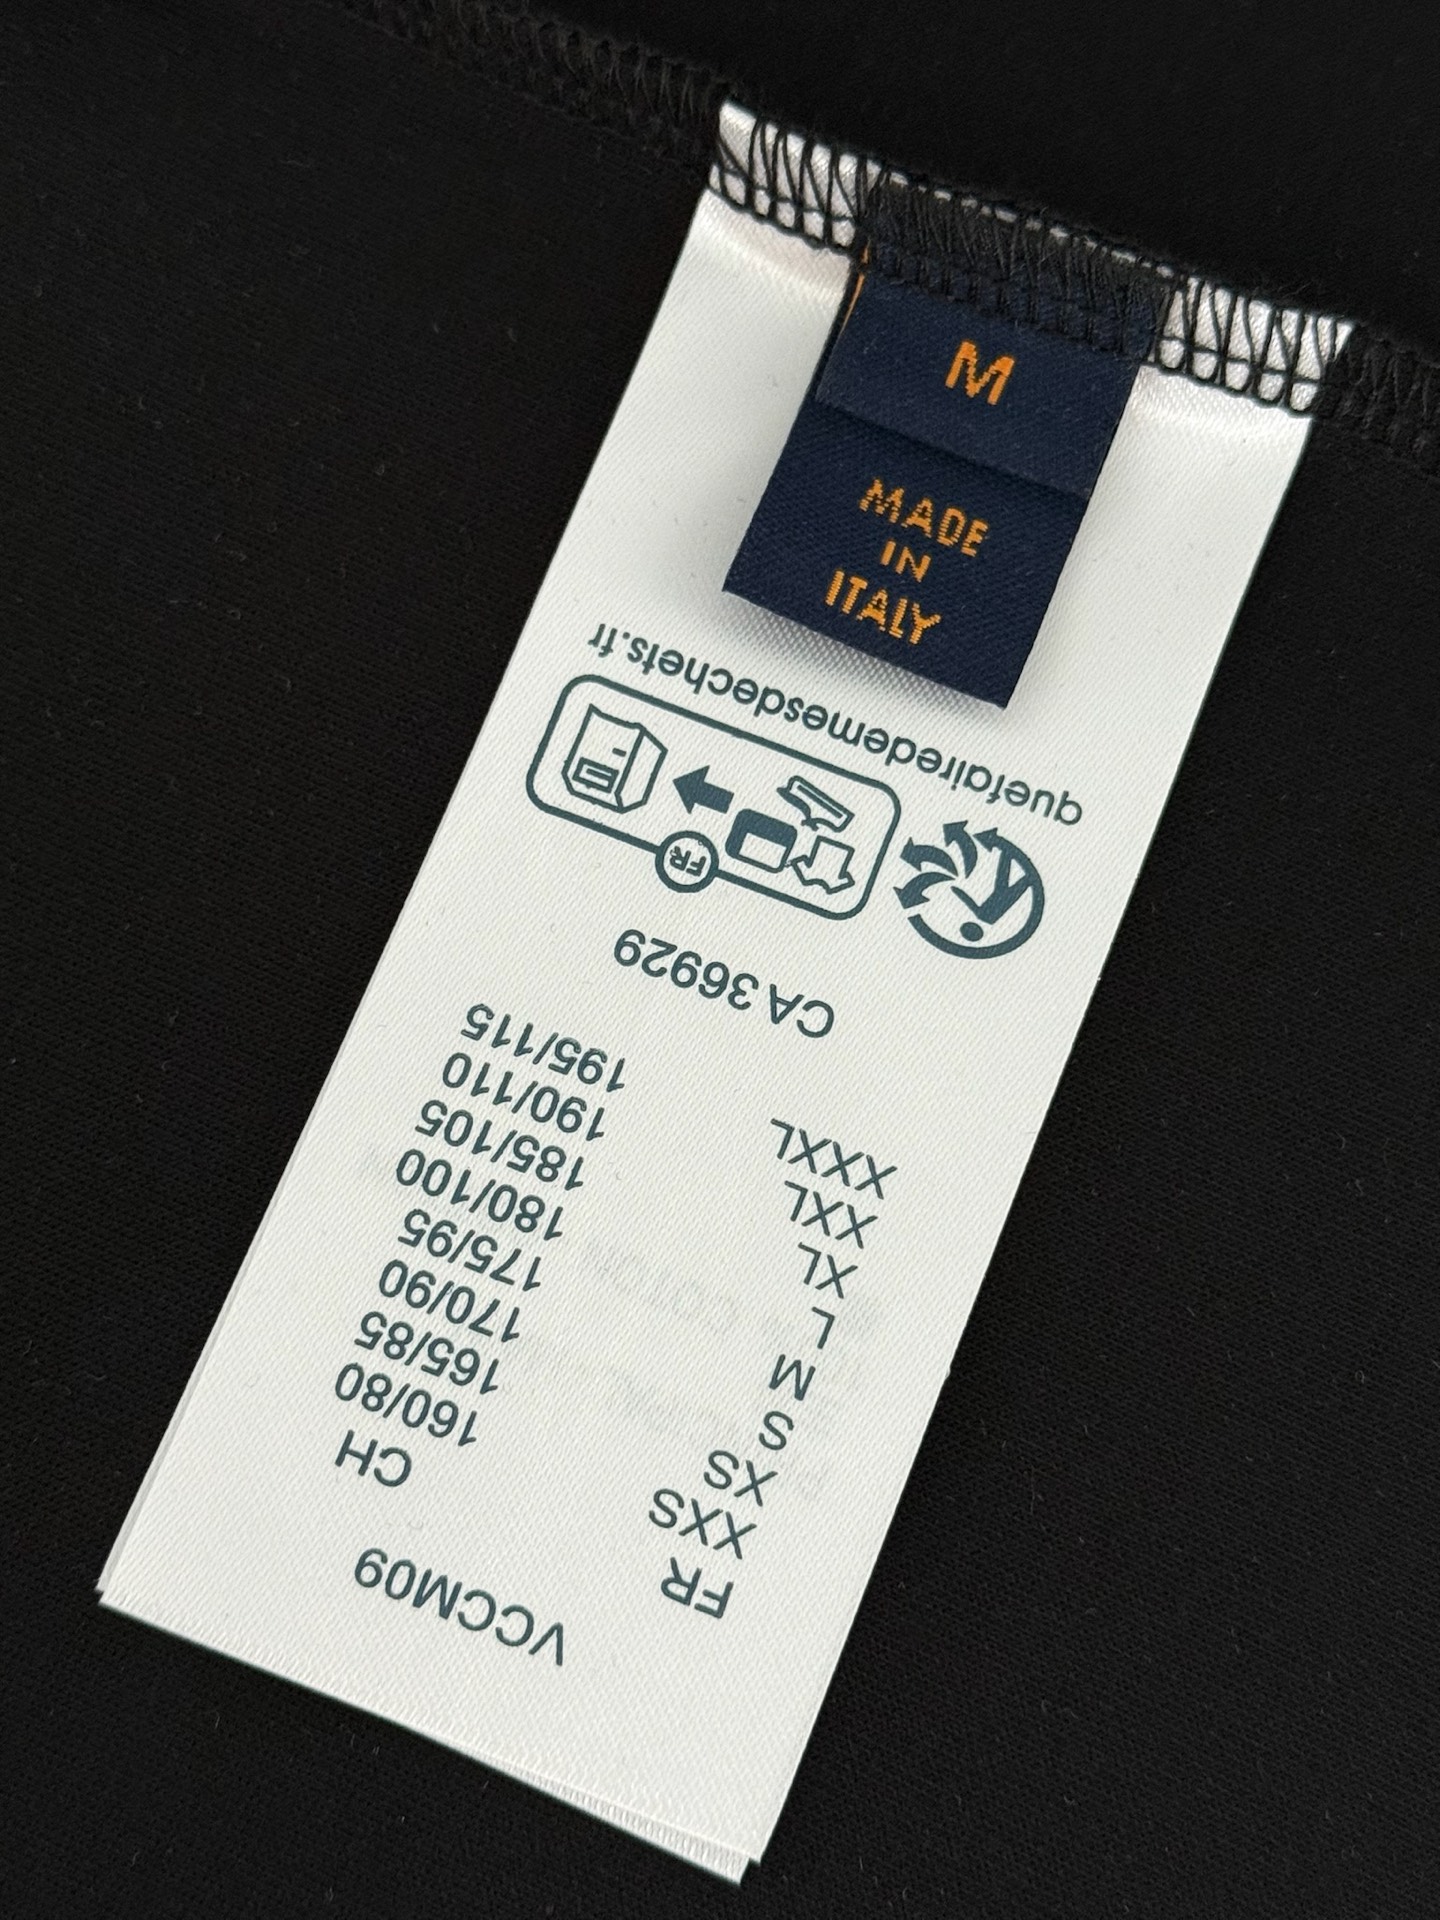 M
MADE
IN
ITALY
VCCCM09
FR CH
XXS 160/80
XS 165/85
S 170/90
M 175/95
L 180/100
XL 185/105
XXL 190/110
XXXL 195/115
CA 36929
FR
quefairedemesdechets.fr